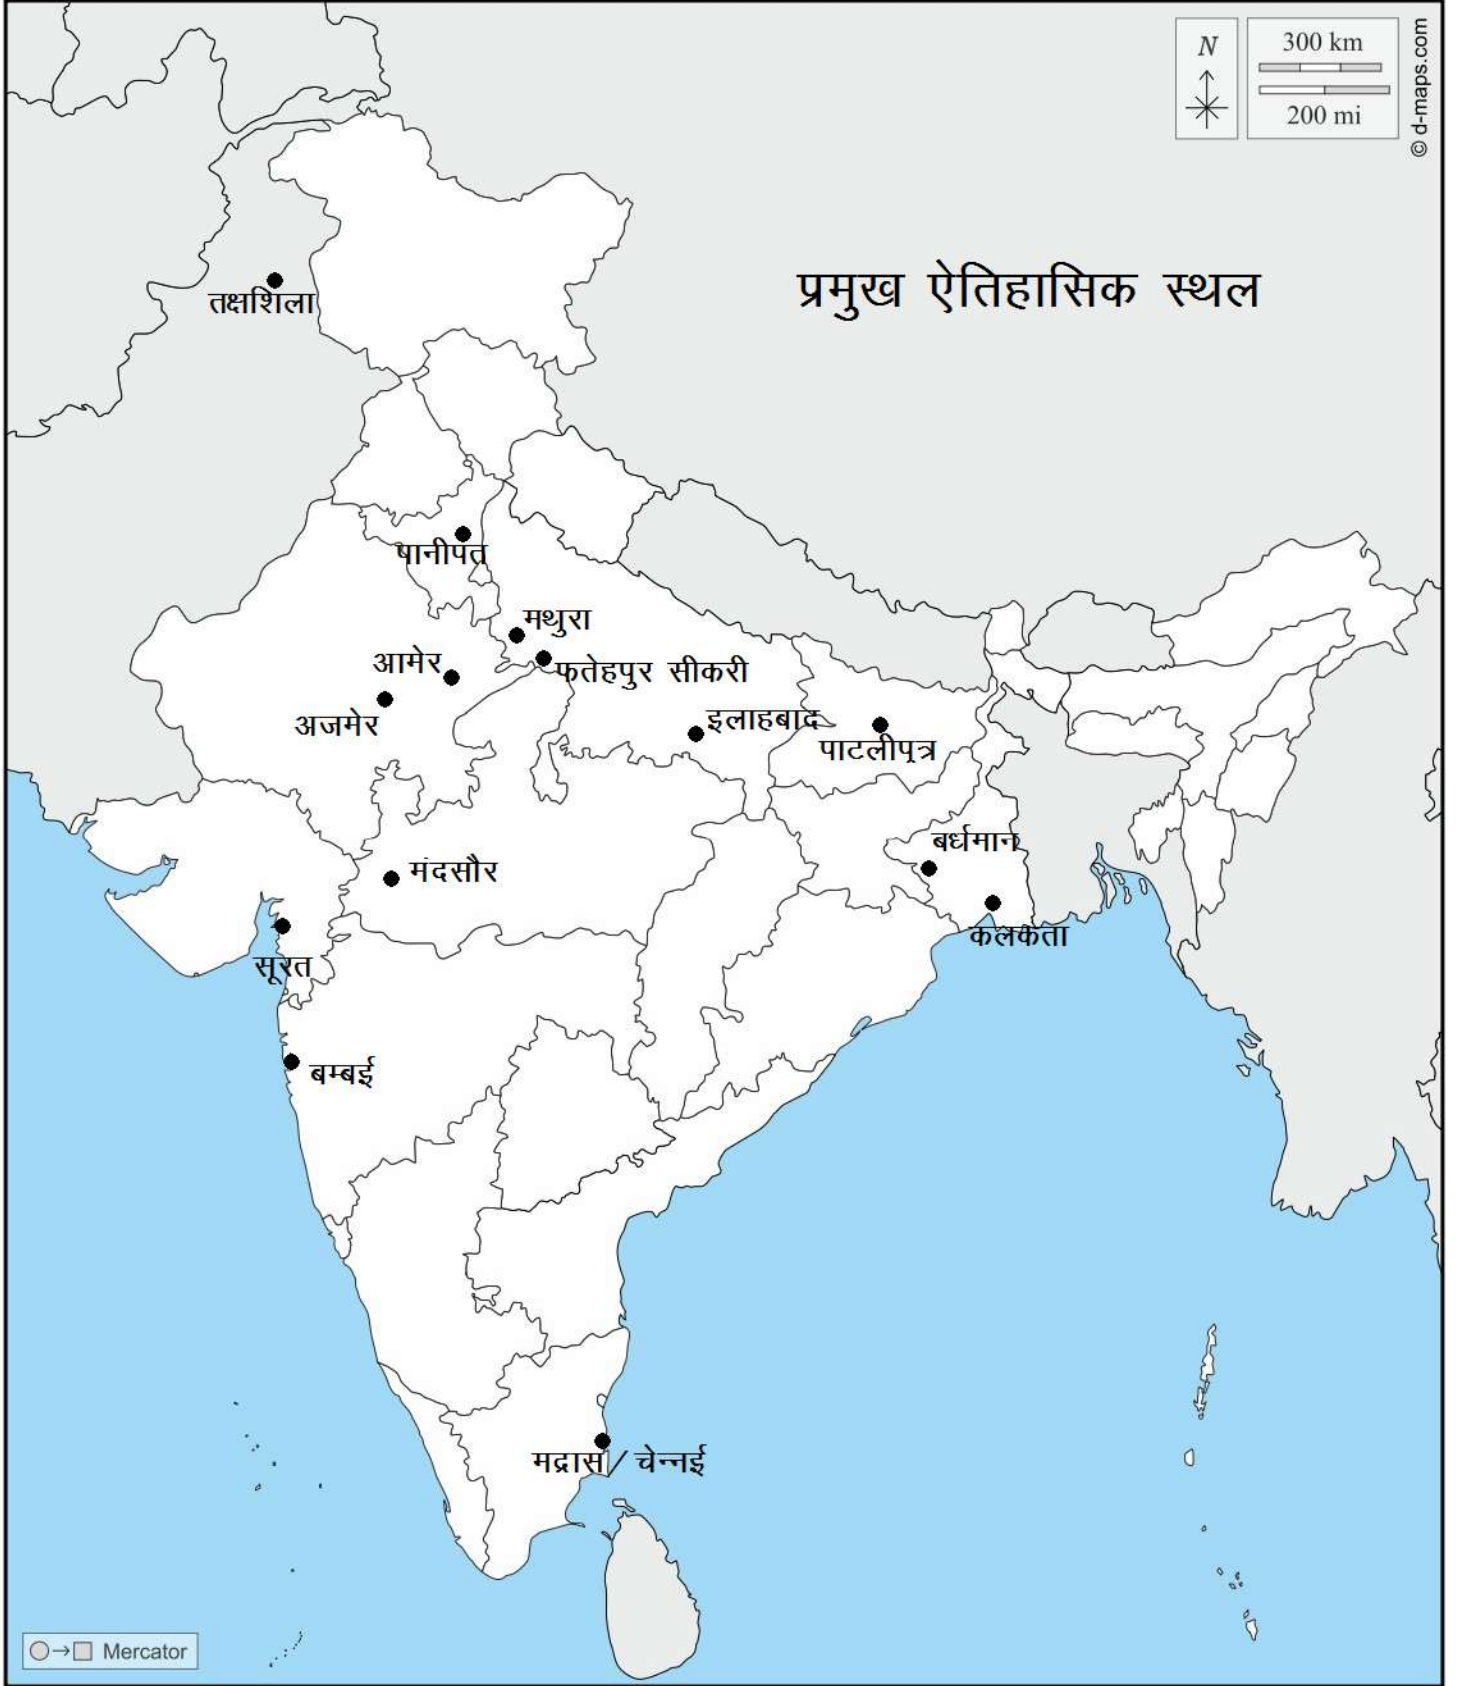 N
300 km
200 mi
© d-maps.com
प्रमुख ऐतिहासिक स्थल
तक्षशिला
पानीपत
मथुरा
आमेर
फतेहपुर सीकरी
अजमेर
इलाहबाद
पाटलीपुत्र
बर्धमान
मंदसौर
कलकता
सूरत
बम्बई
मद्रास/ चेन्नई
Mercator